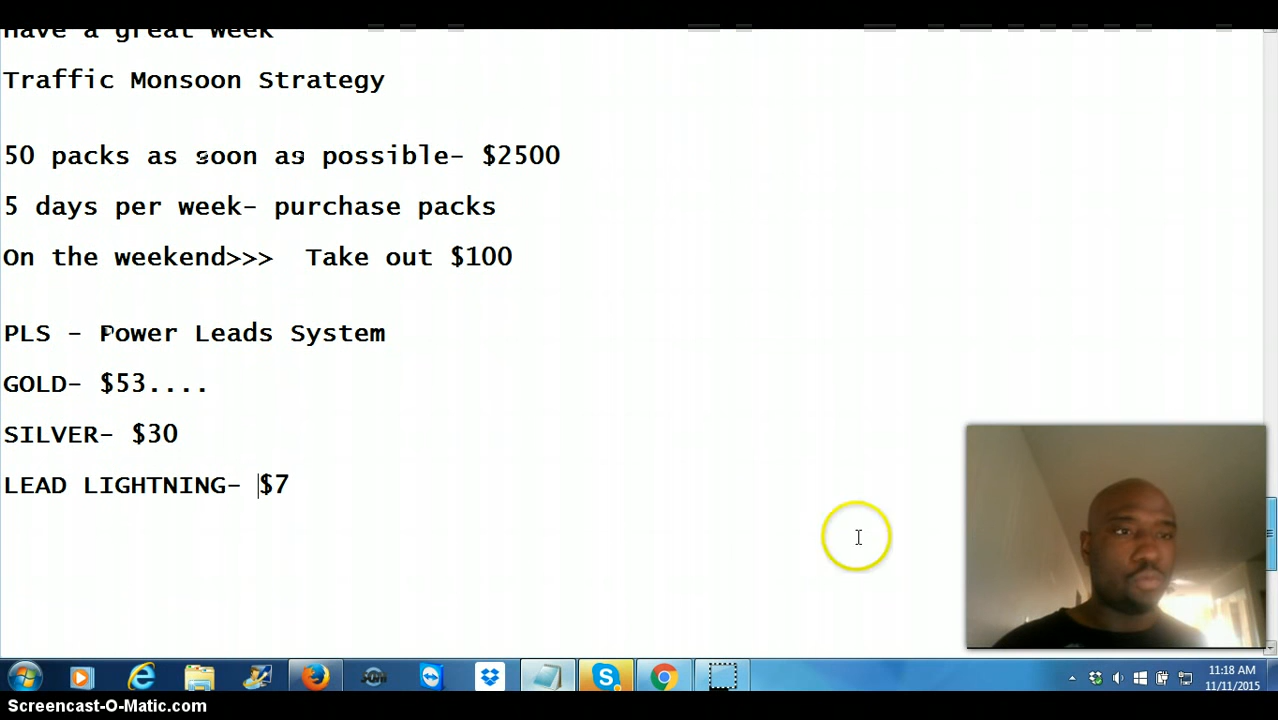 Have a great week
Traffic Monsoon Strategy
50 packs as soon as possible- $2500
5 days per week- purchase packs
On the weekend>>>  Take out $100
PLS - Power Leads System
GOLD- $53....
SILVER- $30
LEAD LIGHTNING- $7
11:18 AM
11/11/2015
Screencast-O-Matic.com